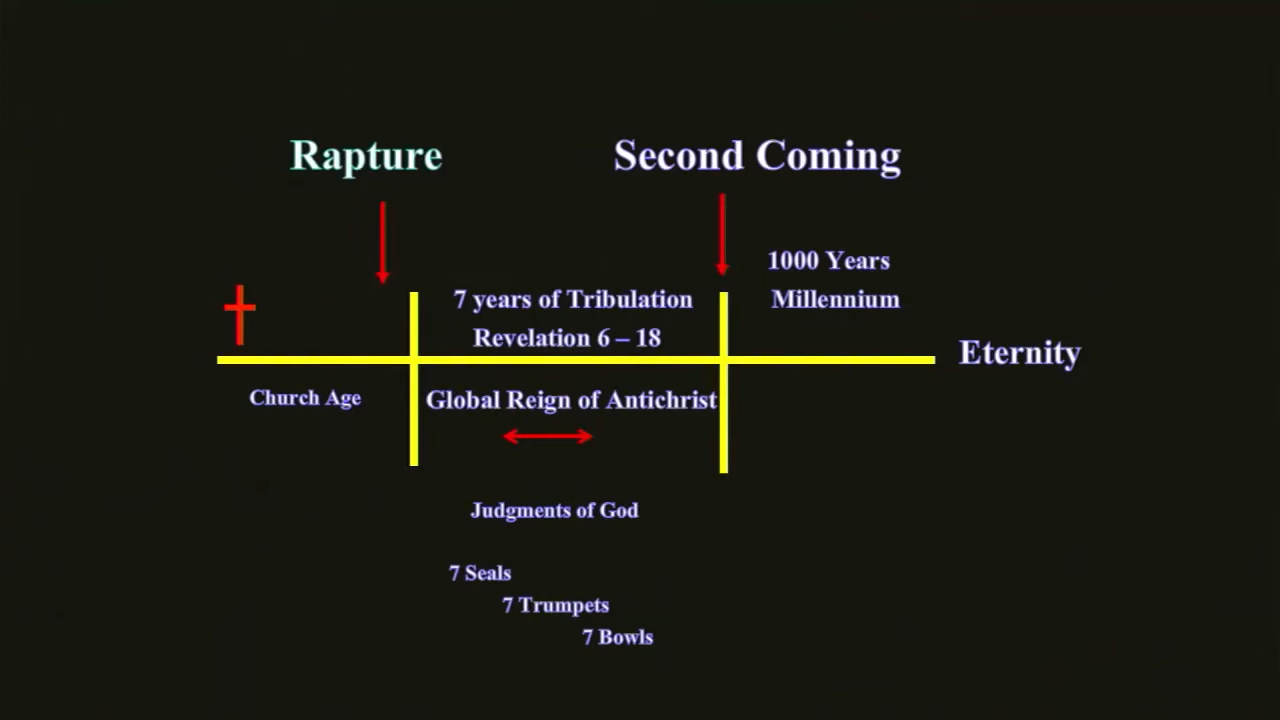 Rapture
Second Coming
1000 Years
Millennium
7 years of Tribulation
Revelation 6 – 18
Eternity
Church Age
Global Reign of Antichrist
Judgments of God
7 Seals
7 Trumpets
7 Bowls